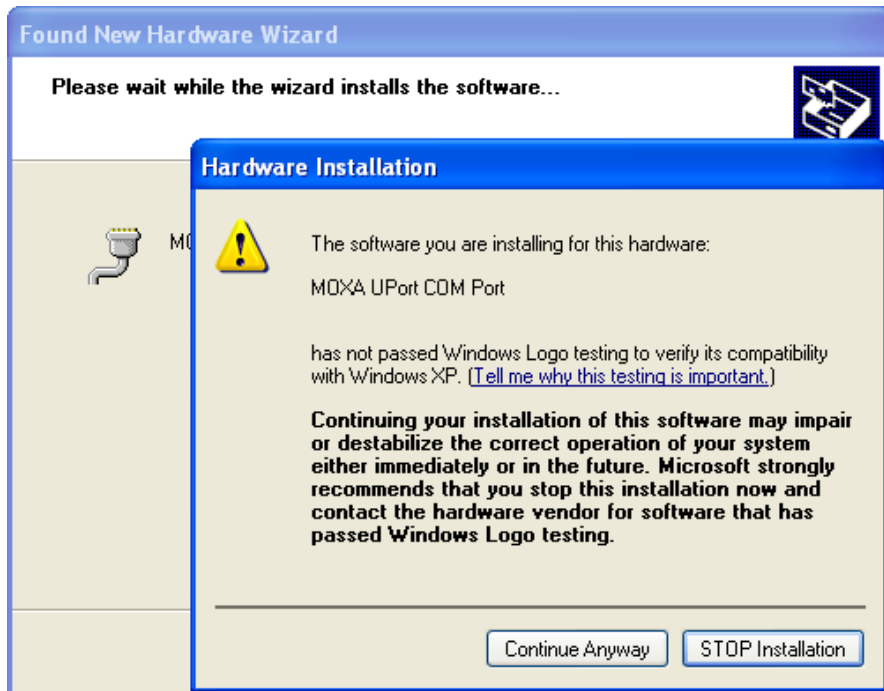 Found New Hardware Wizard
Please wait while the wizard installs the software...
Hardware Installation
MO
The software you are installing for this hardware:
MOXA UPort COM Port
has not passed Windows Logo testing to verify its compatibility
with Windows XP. (Tell me why this testing is important.)
Continuing your installation of this software may impair
or destabilize the correct operation of your system
either immediately or in the future. Microsoft strongly
recommends that you stop this installation now and
contact the hardware vendor for software that has
passed Windows Logo testing.
Continue Anyway
STOP Installation